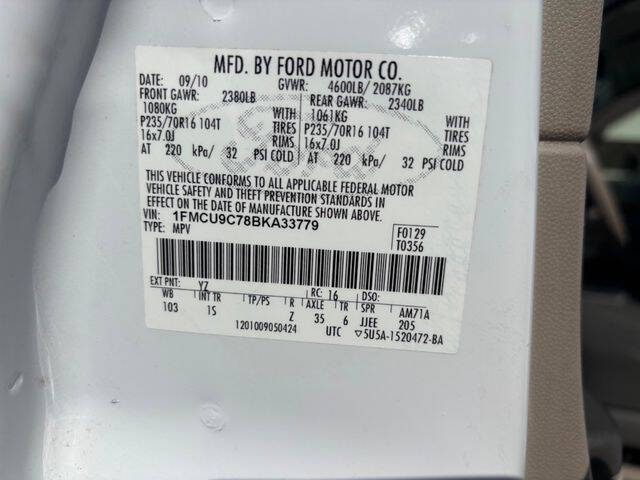 MFD. BY FORD MOTOR CO.
DATE: 09/10 GVWR: 4600LB/ 2087KG
FRONT GAWR: 2380LB REAR GAWR: 2340LB
1080KG 1061KG
P235/70R16 104T TIRES P235/70R16 104T TIRES
16x7.0J RIMS 16x7.0J RIMS
AT 220 kPa/ 32 PSI COLD AT 220 kPa/ 32 PSI COLD
THIS VEHICLE CONFORMS TO ALL APPLICABLE FEDERAL MOTOR
VEHICLE SAFETY AND THEFT PREVENTION STANDARDS IN
EFFECT ON THE DATE OF MANUFACTURE SHOWN ABOVE.
VIN: 1FMCU9C78BKA33779 F0129
TYPE: MPV T0356
EXT PNT: YZ RC: 16 DSO:
WB INT TR TP/PS R AXLE TR AM71A
103 1S Z 35 6 JJEE 205
1201009050424 UTC ▽5U5A-1520472-BA